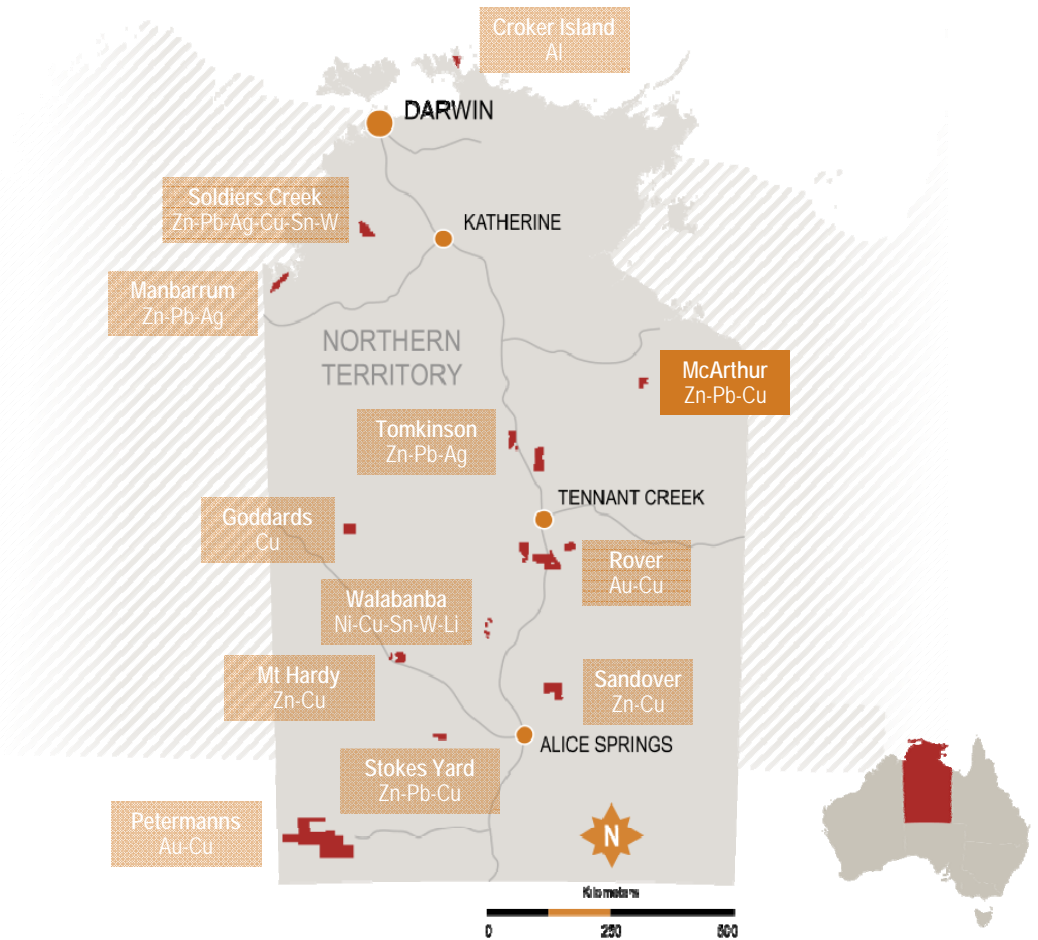 Croker Island
Al
DARWIN
Soldiers Creek
Zn-Pb-Ag-Cu-Sn-W
KATHERINE
Manbarrum
Zn-Pb-Ag
NORTHERN
TERRITORY
McArthur
Zn-Pb-Cu
Tomkinson
Zn-Pb-Ag
TENNANT CREEK
Goddards
Cu
Rover
Au-Cu
Walabanba
Ni-Cu-Sn-W-Li
Mt Hardy
Zn-Cu
Sandover
Zn-Cu
ALICE SPRINGS
Stokes Yard
Zn-Pb-Cu
Petermanns
Au-Cu
N
Kilometers
0 250 500